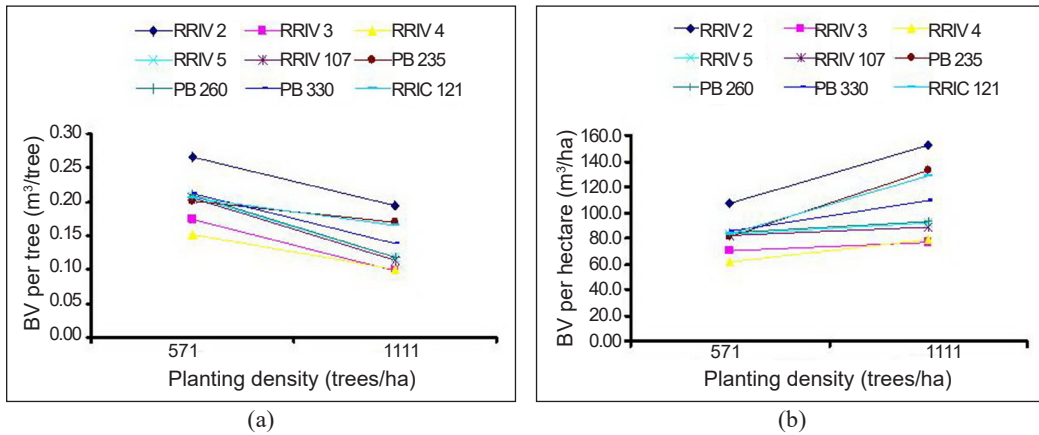 RRIV 2 RRIV 3 RRIV 4
RRIV 5 RRIV 107 PB 235
PB 260 PB 330 RRIC 121
BV per tree (m³/tree)
0.30
0.25
0.20
0.15
0.10
0.05
0.00
571 1111
Planting density (trees/ha)
(a)
RRIV 2 RRIV 3 RRIV 4
RRIV 5 RRIV 107 PB 235
PB 260 PB 330 RRIC 121
BV per hectare (m³/ha)
160.0
140.0
120.0
100.0
80.0
60.0
40.0
20.0
00.0
571 1111
Planting density (trees/ha)
(b)